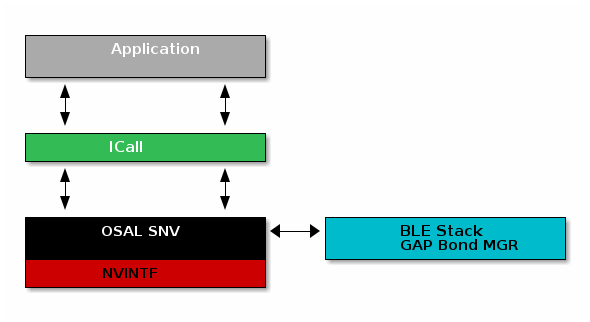 Application
ICall
OSAL SNV
BLE Stack
GAP Bond MGR
NVINTF